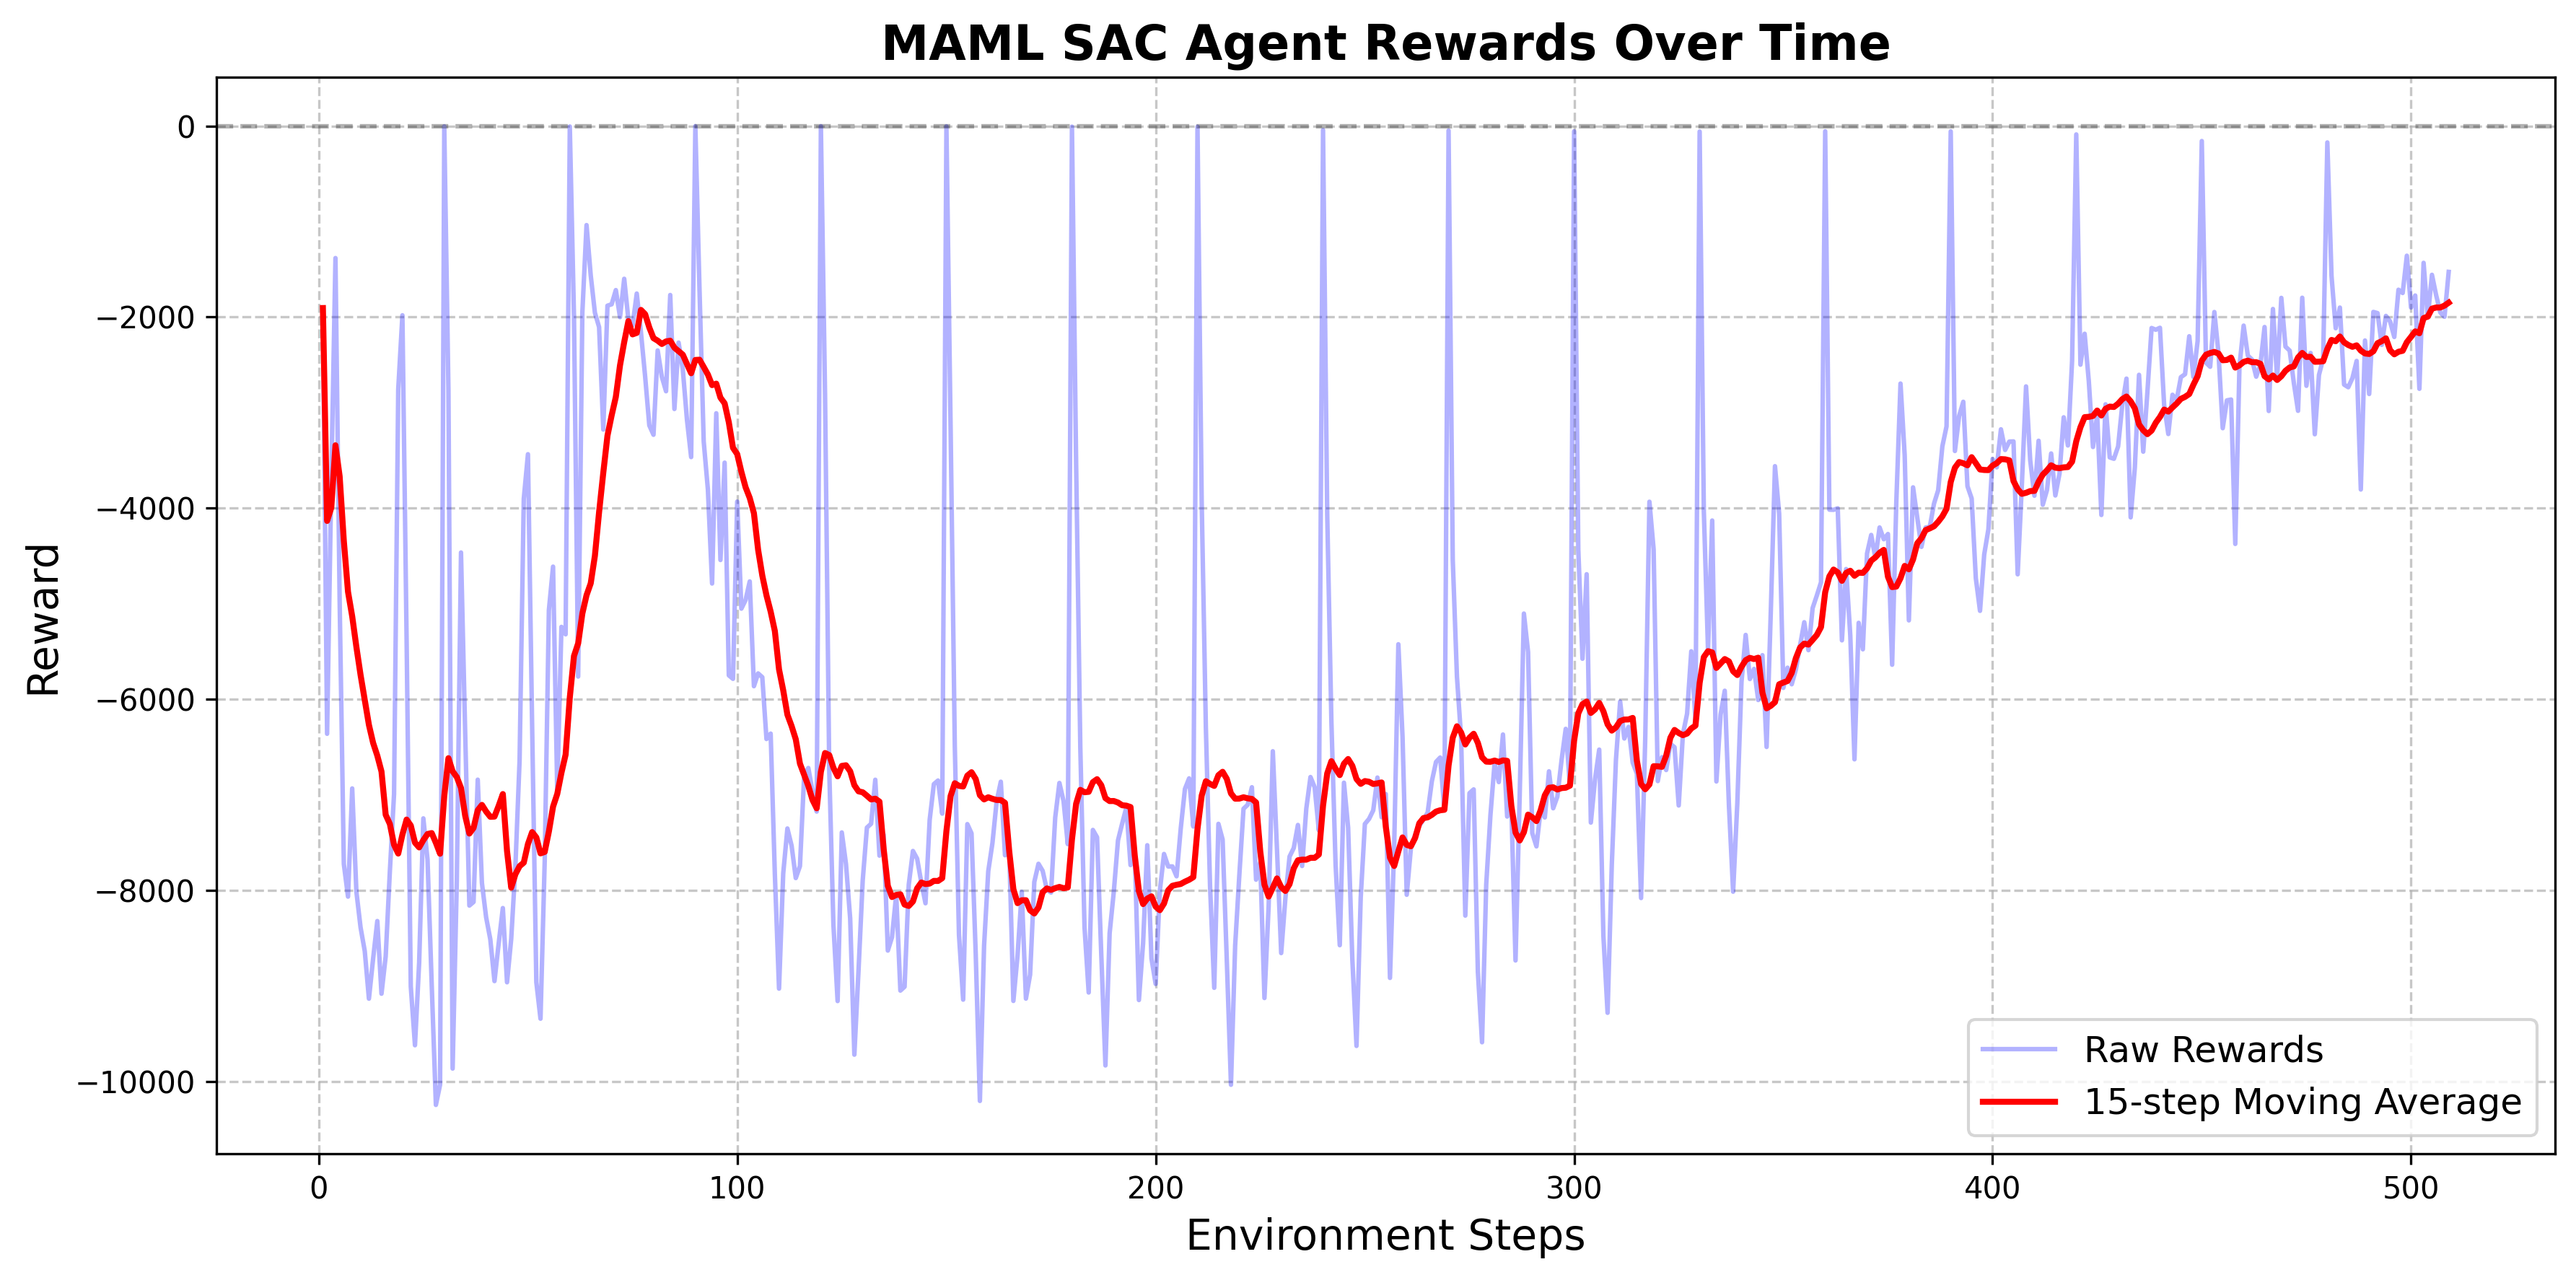 MAML SAC Agent Rewards Over Time
Reward
0
−2000
−4000
−6000
−8000
−10000
0
100
200
300
400
500
Environment Steps
Raw Rewards
15-step Moving Average